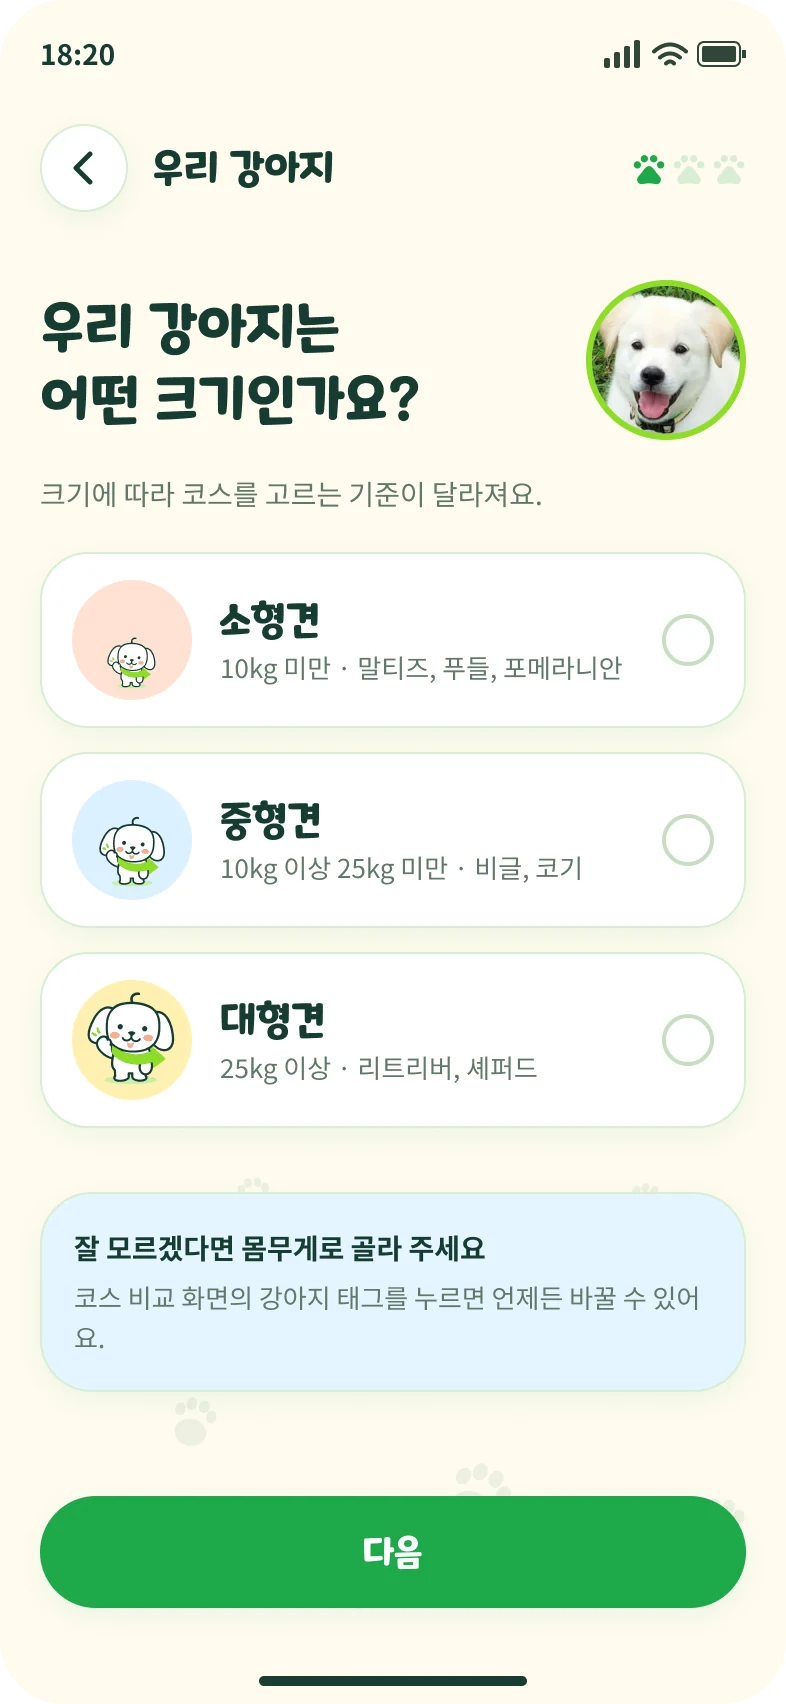 18:20
우리 강아지
우리 강아지는
어떤 크기인가요?
크기에 따라 코스를 고르는 기준이 달라져요.
소형견
10kg 미만 · 말티즈, 푸들, 포메라니안
중형견
10kg 이상 25kg 미만 · 비글, 코기
대형견
25kg 이상 · 리트리버, 셰퍼드
잘 모르겠다면 몸무게로 골라 주세요
코스 비교 화면의 강아지 태그를 누르면 언제든 바꿀 수 있어
요.
다음